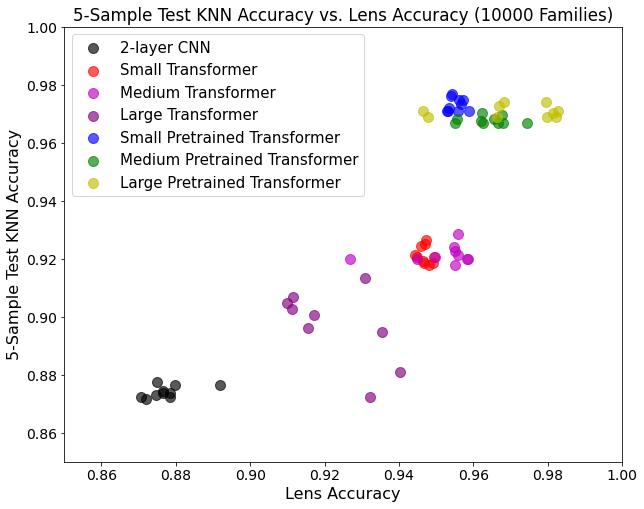 5-Sample Test KNN Accuracy vs. Lens Accuracy (10000 Families)
1.00
0.98
0.96
0.94
0.92
0.90
0.88
0.86
5-Sample Test KNN Accuracy
2-layer CNN
Small Transformer
Medium Transformer
Large Transformer
Small Pretrained Transformer
Medium Pretrained Transformer
Large Pretrained Transformer
0.86 0.88 0.90 0.92 0.94 0.96 0.98 1.00
Lens Accuracy